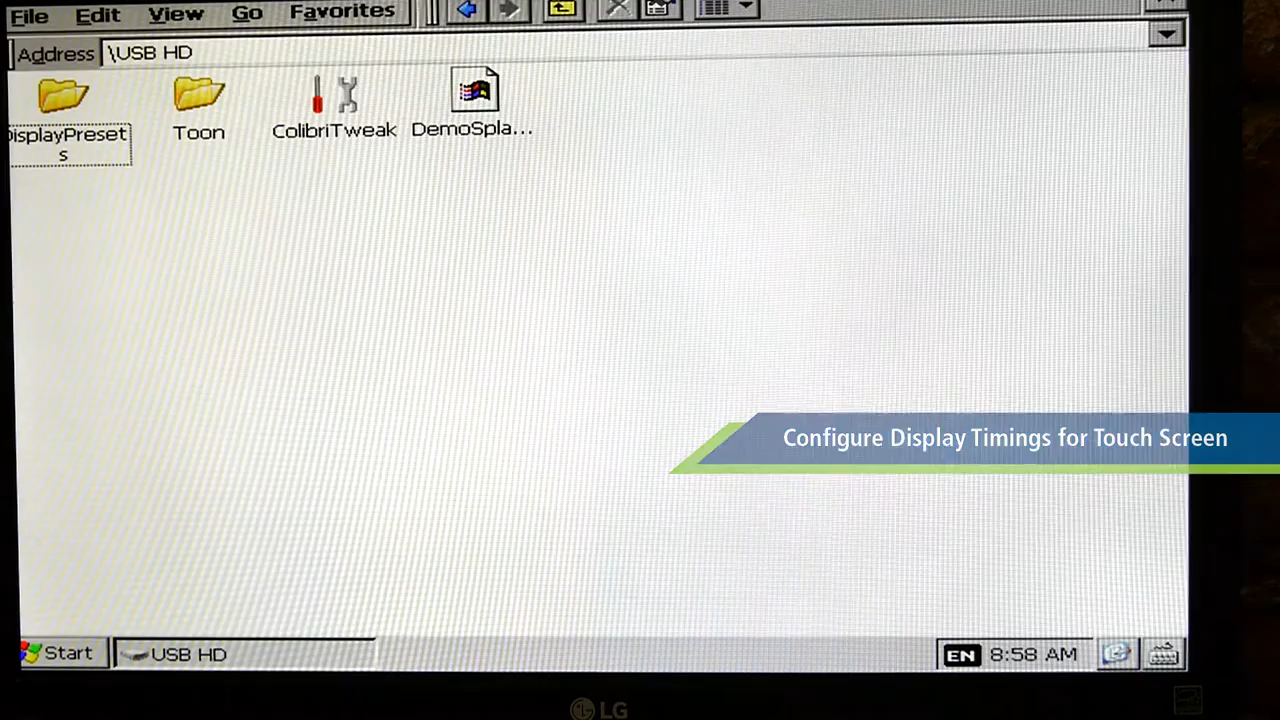 File Edit View Go Favorites
Address \USB HD
DisplayPreset
s
Toon
ColibriTweak
DemoSpla...
Configure Display Timings for Touch Screen
Start
USB HD
EN 8:58 AM
LG